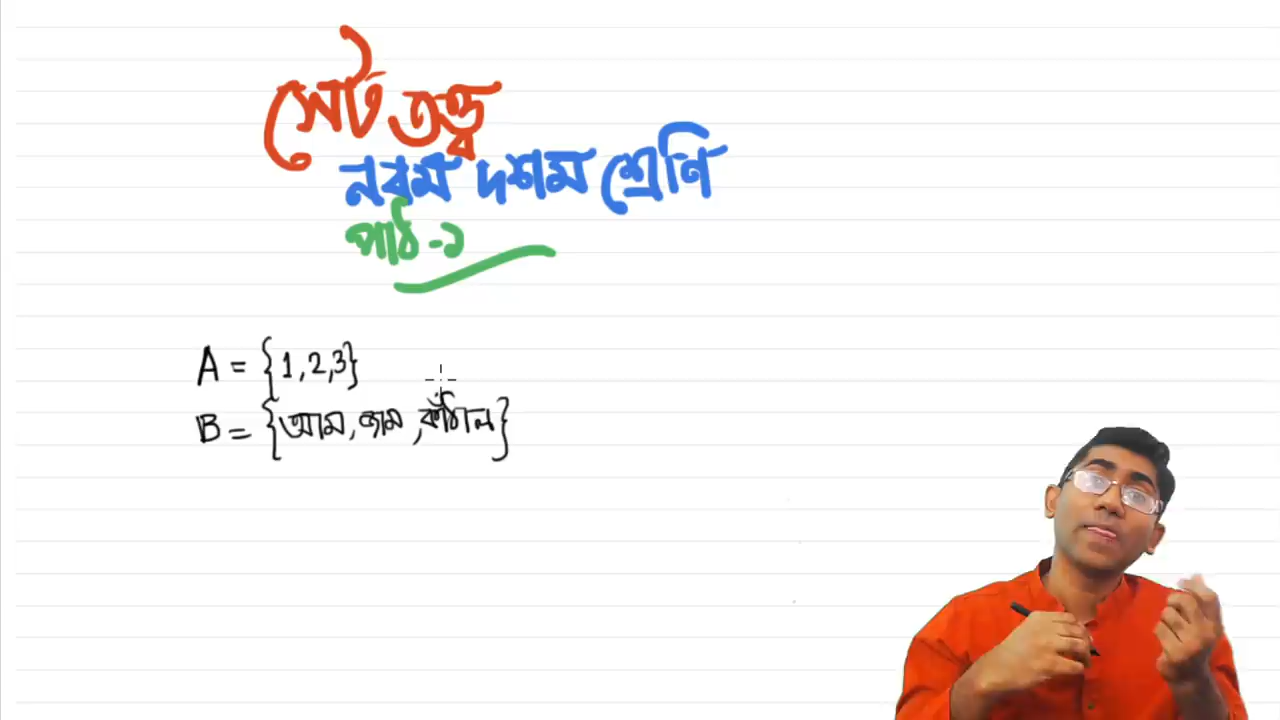 সেট তত্ত্ব
নবম দশম শ্রেণি
পাঠ -১
A = {1, 2, 3}
B = {আম, জাম, কাঁঠাল}